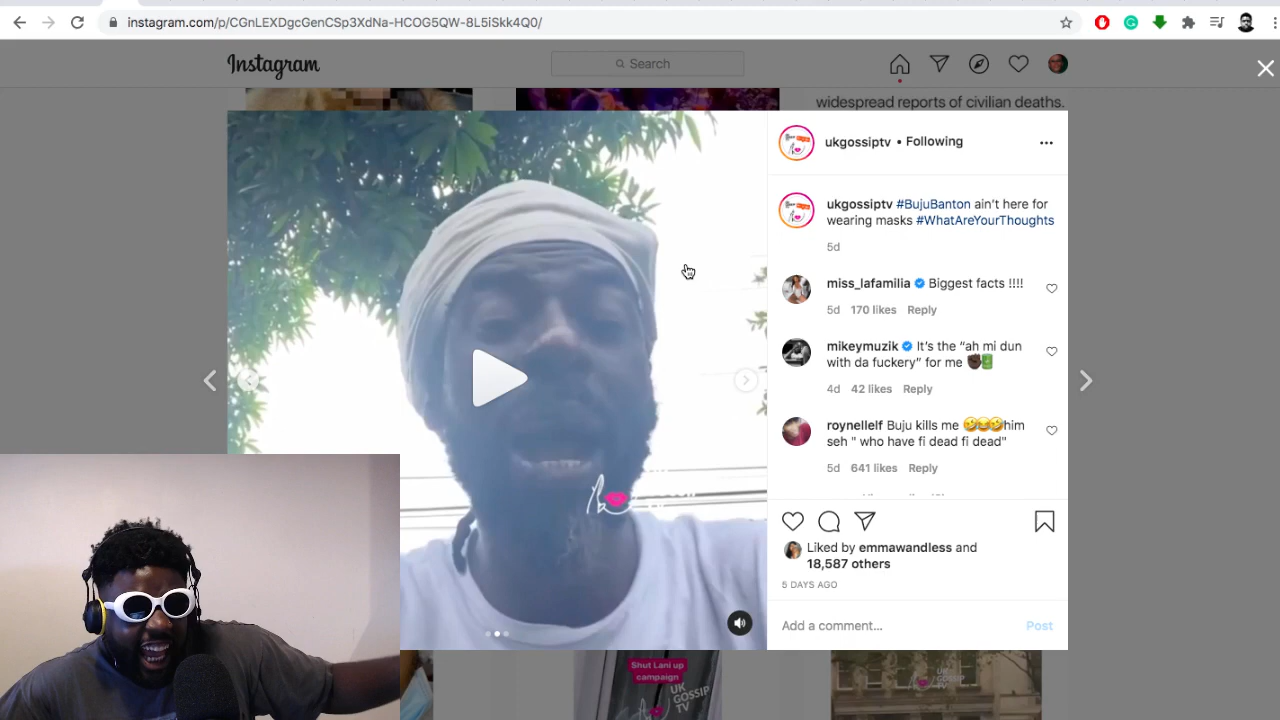 instagram.com/p/CGnLEXDgcGenCSp3XdNa-HCOG5QW-8L5lSkk4Q0/
Instagram
Search
widespread reports of civilian deaths.
ukgossiptv • Following
ukgossiptv #BujuBanton ain't here for
wearing masks #WhatAreYourThoughts
5d
miss_lafamilia Biggest facts !!!!
5d 170 likes Reply
mikeymuzik It's the “ah mi dun
with da fuckery” for me
4d 42 likes Reply
roynellelf Buju kills me 🤣😂🤣him
seh " who have fi dead fi dead"
5d 641 likes Reply
Liked by emmawandless and
18,587 others
5 DAYS AGO
Add a comment... Post
Shut Lani up
campaign
UK
GOSSIP
TV
UK
GOSSIP
TV